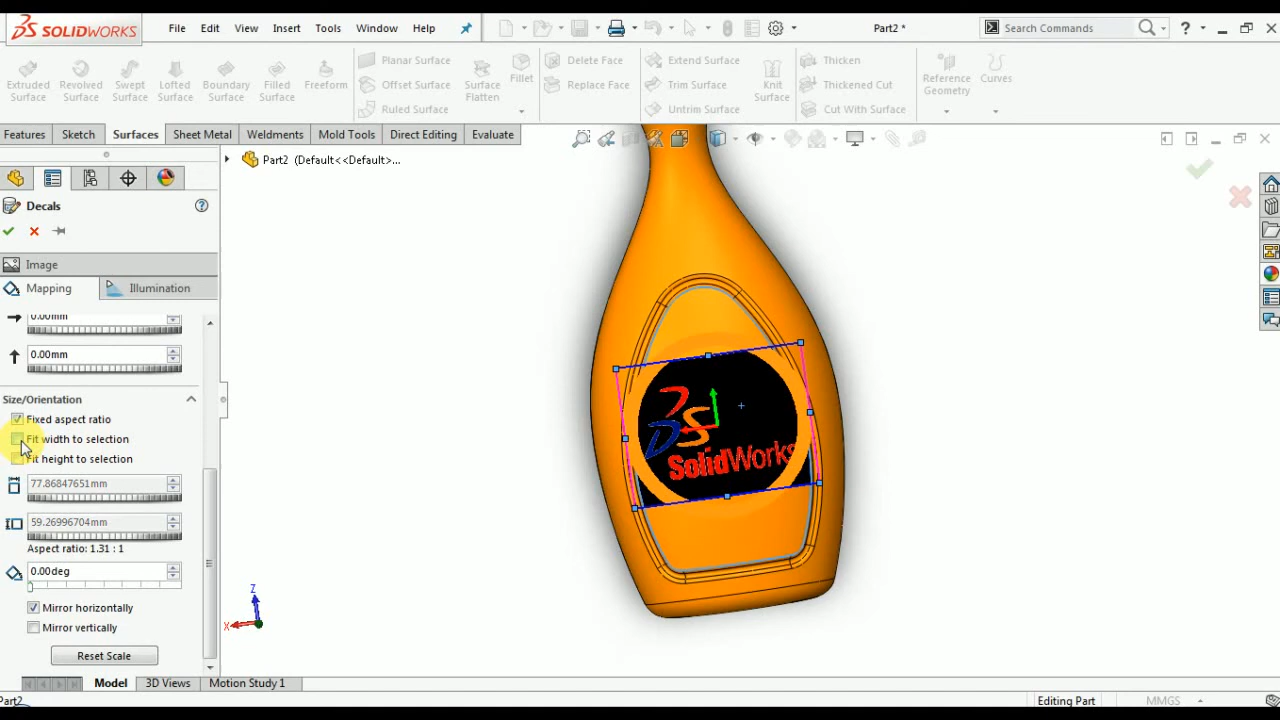 SOLIDWORKS File Edit View Insert Tools Window Help Part2 * Search Commands
Extruded Surface Revolved Surface Swept Surface Lofted Surface Boundary Surface Filled Surface Freeform Planar Surface Offset Surface Ruled Surface Surface Flatten Fillet Delete Face Replace Face Extend Surface Trim Surface Untrim Surface Knit Surface Thicken Thickened Cut Cut With Surface Reference Geometry Curves
Features Sketch Surfaces Sheet Metal Weldments Mold Tools Direct Editing Evaluate
Part2 (Default<<Default>...
Decals
Image
Mapping Illumination
0.00mm
0.00mm
Size/Orientation
Fixed aspect ratio
Fit width to selection
Fit height to selection
77.86847651mm
59.26996704mm
Aspect ratio: 1.31 : 1
0.00deg
Mirror horizontally
Mirror vertically
Reset Scale
SolidWorks
Z
X
Model 3D Views Motion Study 1
Part2 Editing Part MMGS